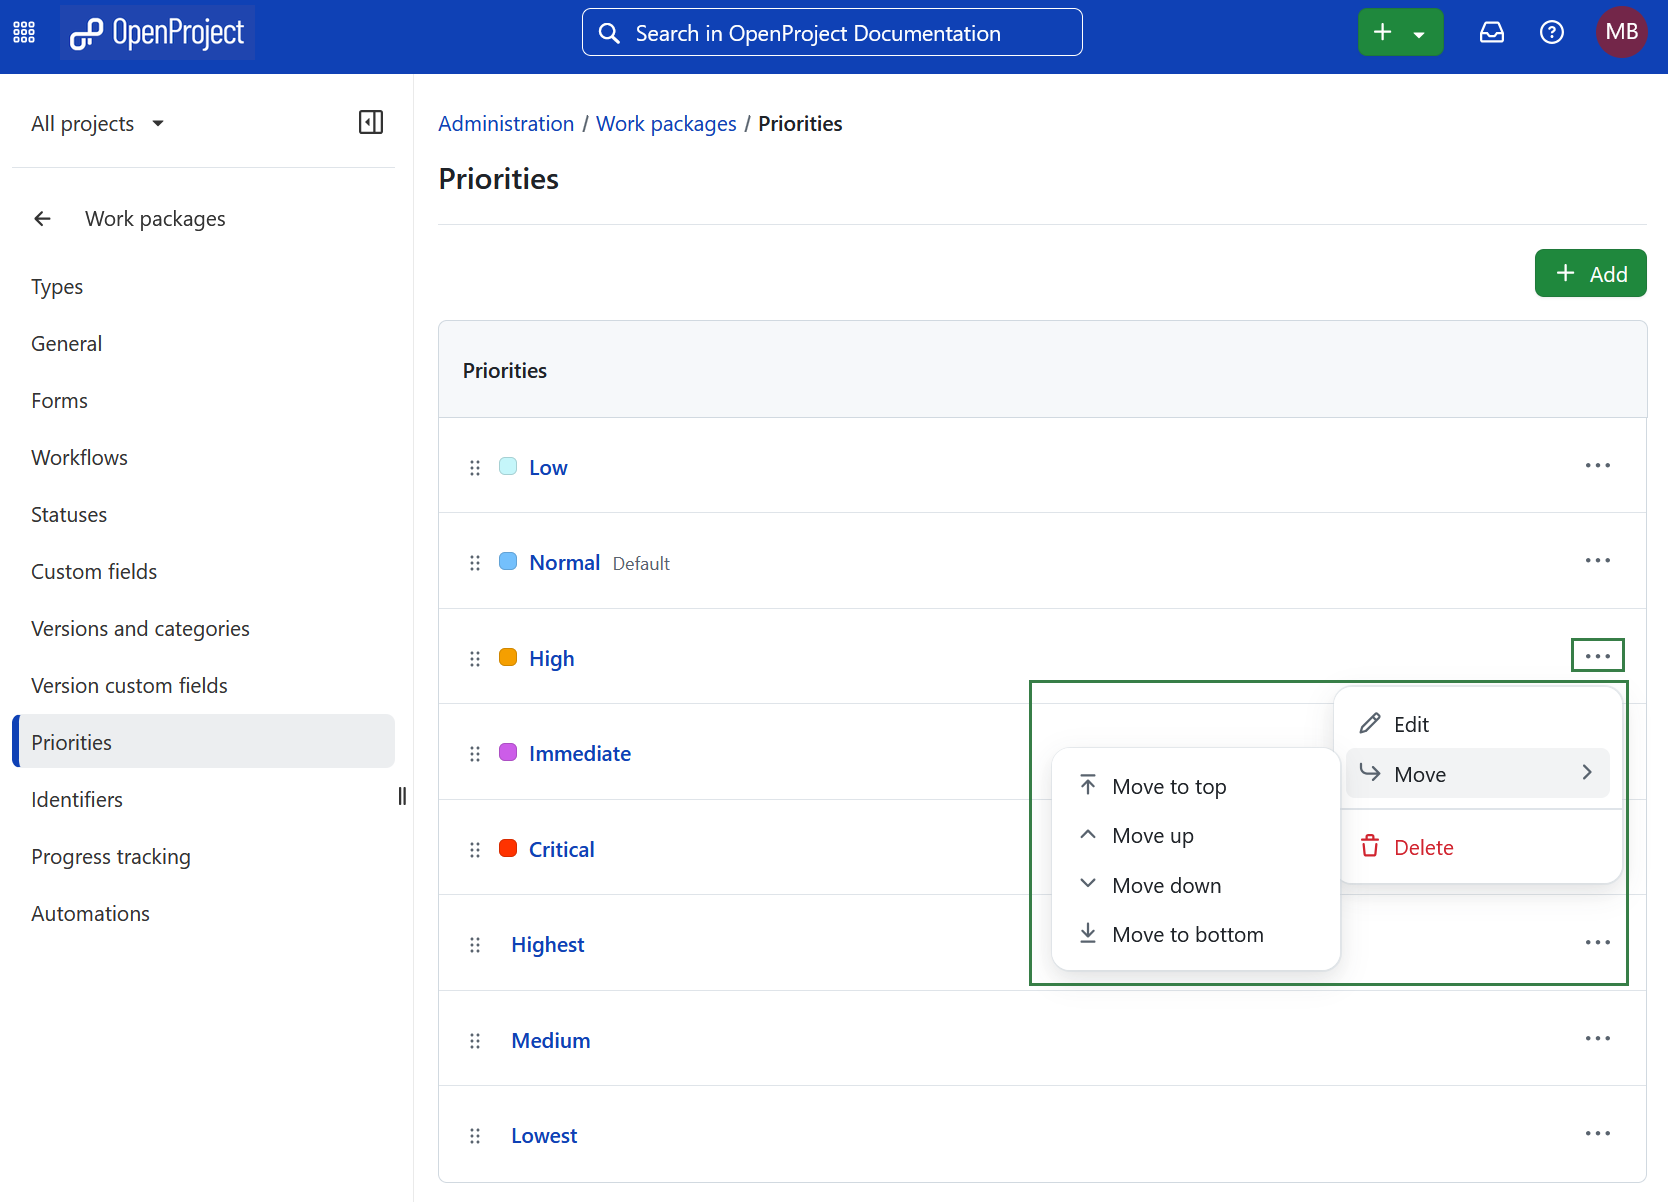 OpenProject
Search in OpenProject Documentation
MB
All projects
Work packages
Types
General
Forms
Workflows
Statuses
Custom fields
Versions and categories
Version custom fields
Priorities
Identifiers
Progress tracking
Automations
Administration / Work packages / Priorities
Priorities
Add
Priorities
Low
Normal Default
High
Immediate
Critical
Highest
Medium
Lowest
Edit
Move
Delete
Move to top
Move up
Move down
Move to bottom